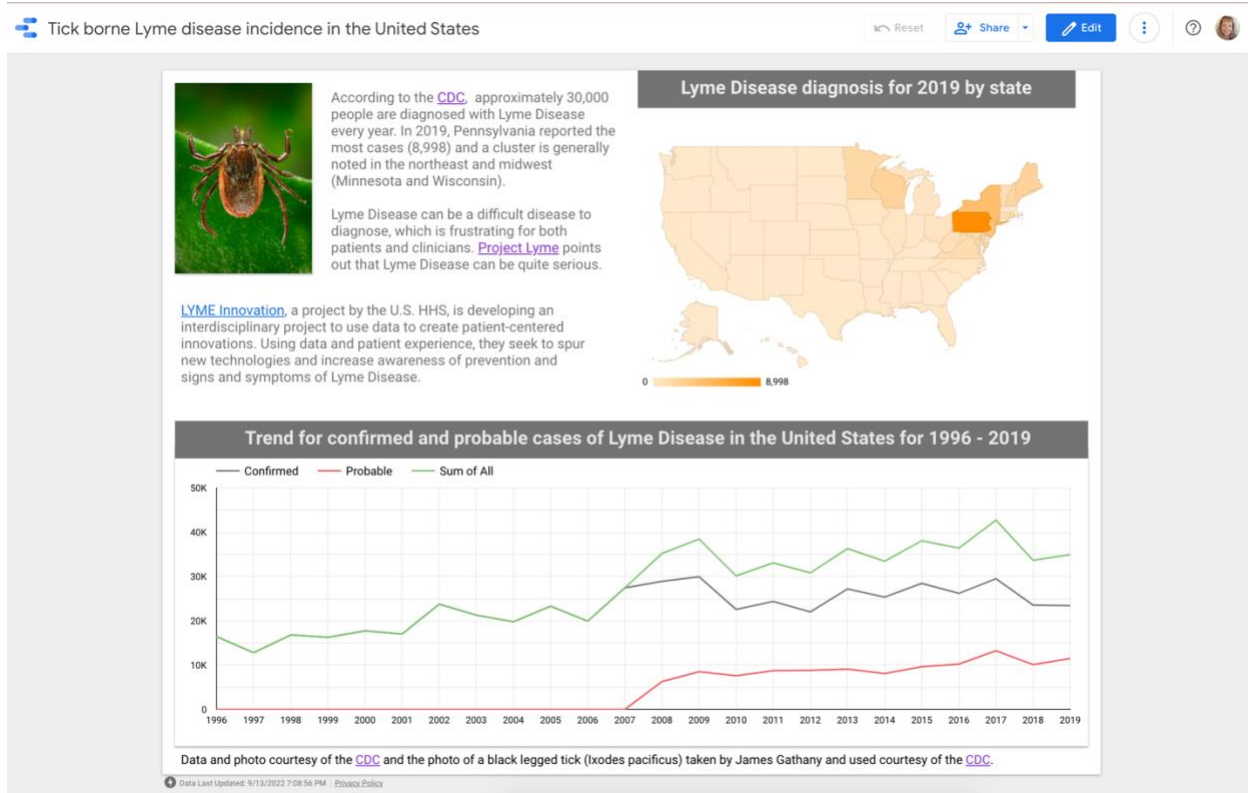 Tick borne Lyme disease incidence in the United States
Reset
Share
Edit
According to the CDC, approximately 30,000
people are diagnosed with Lyme Disease
every year. In 2019, Pennsylvania reported the
most cases (8,998) and a cluster is generally
noted in the northeast and midwest
(Minnesota and Wisconsin).
Lyme Disease can be a difficult disease to
diagnose, which is frustrating for both
patients and clinicians. Project Lyme points
out that Lyme Disease can be quite serious.
LYME Innovation, a project by the U.S. HHS, is developing an
interdisciplinary project to use data to create patient-centered
innovations. Using data and patient experience, they seek to spur
new technologies and increase awareness of prevention and
signs and symptoms of Lyme Disease.
Lyme Disease diagnosis for 2019 by state
0 8,998
Trend for confirmed and probable cases of Lyme Disease in the United States for 1996 - 2019
Confirmed Probable Sum of All
50K
40K
30K
20K
10K
0
1996 1997 1998 1999 2000 2001 2002 2003 2004 2005 2006 2007 2008 2009 2010 2011 2012 2013 2014 2015 2016 2017 2018 2019
Data and photo courtesy of the CDC and the photo of a black legged tick (Ixodes pacificus) taken by James Gathany and used courtesy of the CDC.
Data Last Updated: 9/13/2022 7:08:56 PM | Privacy Policy